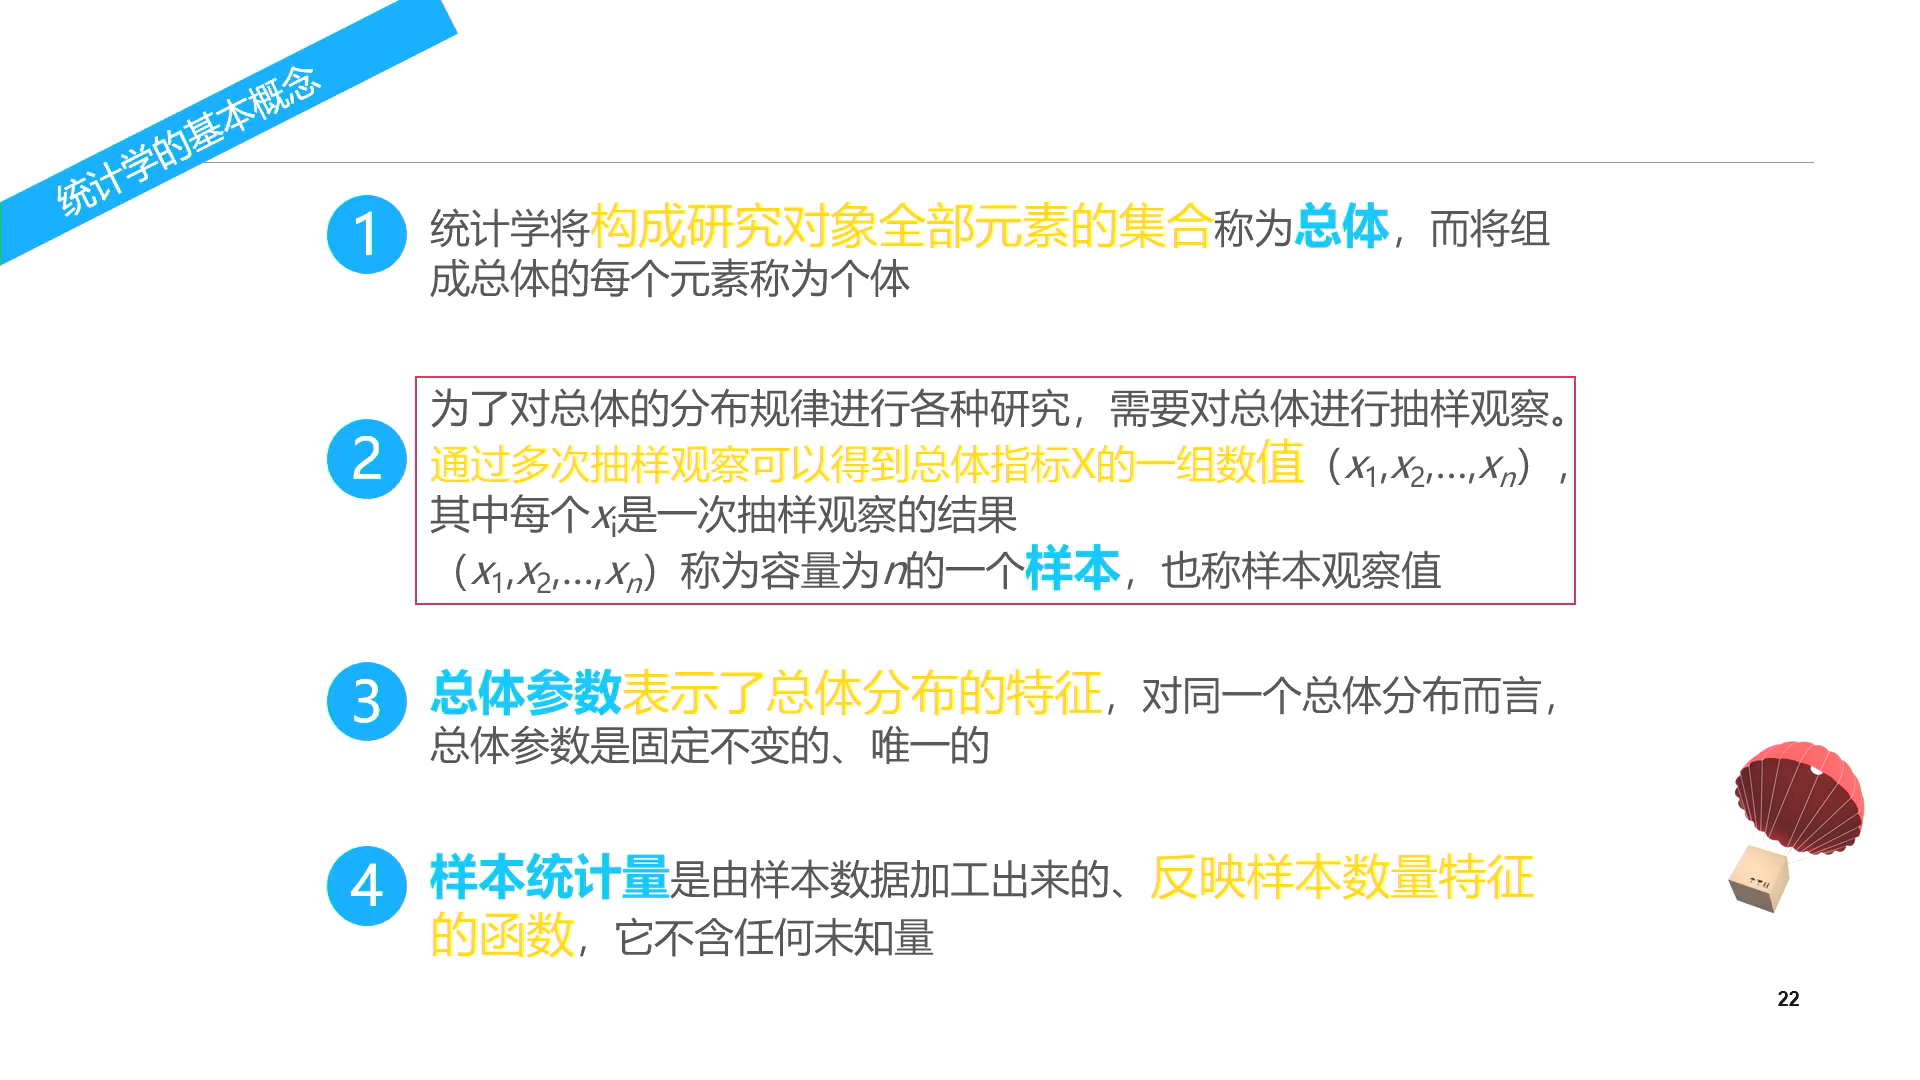 统计学的基本概念
1
统计学将构成研究对象全部元素的集合称为总体，而将组
成总体的每个元素称为个体
2
为了对总体的分布规律进行各种研究，需要对总体进行抽样观察。
通过多次抽样观察可以得到总体指标X的一组数值（x1,x2,…,xn），
其中每个xi是一次抽样观察的结果
（x1,x2,…,xn）称为容量为n的一个样本，也称样本观察值
3
总体参数表示了总体分布的特征，对同一个总体分布而言，
总体参数是固定不变的、唯一的
4
样本统计量是由样本数据加工出来的、反映样本数量特征
的函数，它不含任何未知量
22